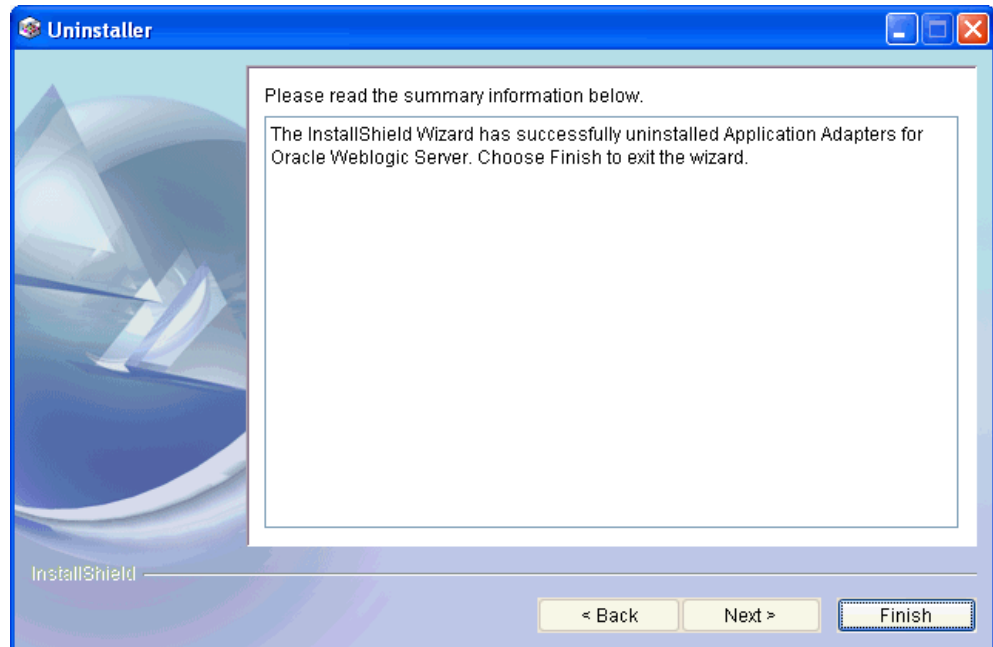 Uninstaller
Please read the summary information below.
The InstallShield Wizard has successfully uninstalled Application Adapters for
Oracle Weblogic Server. Choose Finish to exit the wizard.
InstallShield
< Back
Next >
Finish